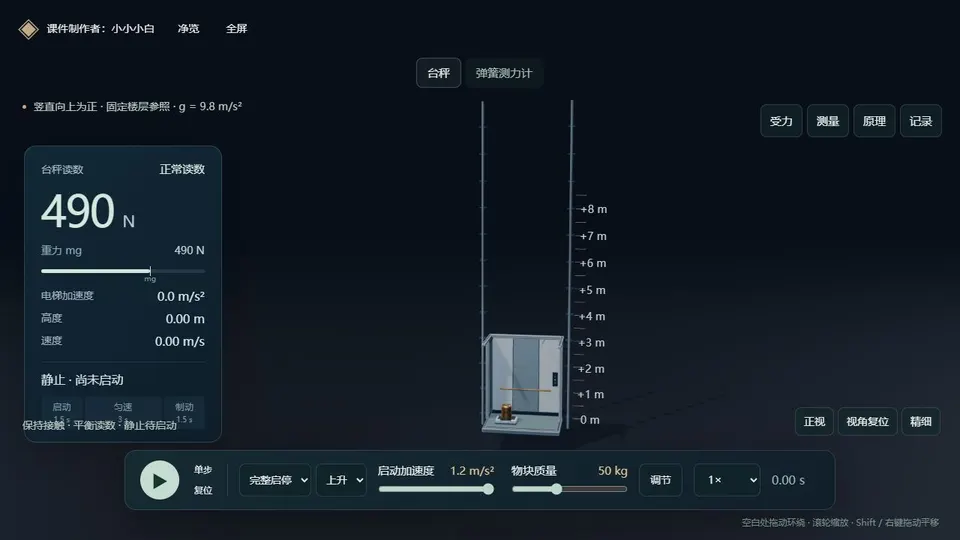 课件制作者：小小小白 净览 全屏
台秤 弹簧测力计
竖直向上为正 · 固定楼层参照 · g = 9.8 m/s²
受力 测量 原理 记录
台秤读数 正常读数
490 N
重力 mg 490 N
mg
电梯加速度 0.0 m/s²
高度 0.00 m
速度 0.00 m/s
静止 · 尚未启动
启动 匀速 制动
1.5 s 3 1.5 s
保持接触 · 平衡读数 · 静止待启动
+8 m
+7 m
+6 m
+5 m
+4 m
+3 m
+2 m
+1 m
0 m
正视 视角复位 精细
单步
复位
完整启停 上升
启动加速度 1.2 m/s²
物块质量 50 kg
调节 1× 0.00 s
空白处拖动环绕 · 滚轮缩放 · Shift / 右键拖动平移